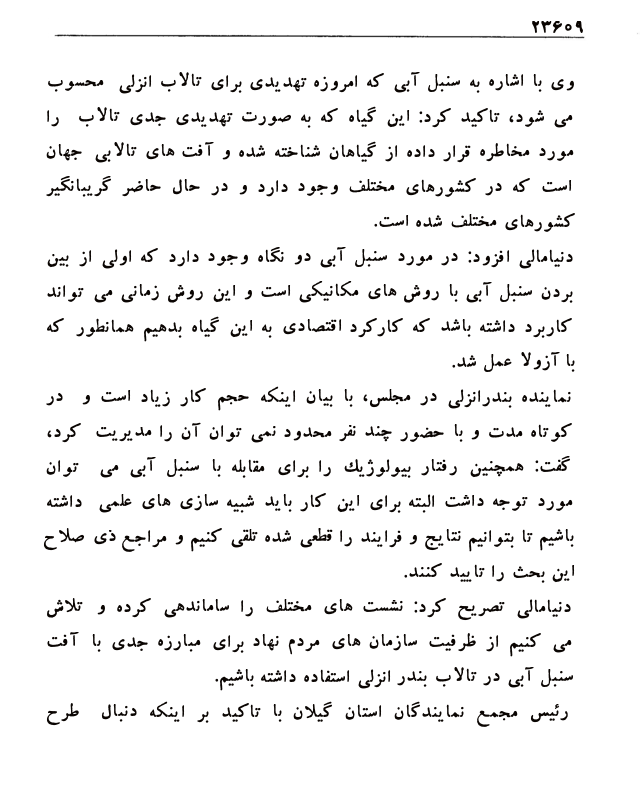 ۲۳۶۰۹
وی با اشاره به سنبل آبی که امروزه تهدیدی برای تالاب انزلی محسوب
می شود، تاکید کرد: این گیاه که به صورت تهدیدی جدی تالاب را
مورد مخاطره قرار داده از گیاهان شناخته شده و آفت های تالابی جهان
است که در کشورهای مختلف وجود دارد و در حال حاضر گریبانگیر
کشورهای مختلف شده است.
دنیامالی افزود: در مورد سنبل آبی دو نگاه وجود دارد که اولی از بین
بردن سنبل آبی با روش های مکانیکی است و این روش زمانی می تواند
کاربرد داشته باشد که کارکرد اقتصادی به این گیاه بدهیم همانطور که
با آزولا عمل شد.
نماینده بندرانزلی در مجلس، با بیان اینکه حجم کار زیاد است و در
کوتاه مدت و با حضور چند نفر محدود نمی توان آن را مدیریت کرد،
گفت: همچنین رفتار بیولوژیك را برای مقابله با سنبل آبی می توان
مورد توجه داشت البته برای این کار باید شبیه سازی های علمی داشته
باشیم تا بتوانیم نتایج و فرایند را قطعی شده تلقی کنیم و مراجع ذی صلاح
این بحث را تایید کنند.
دنیامالی تصریح کرد: نشست های مختلف را ساماندهی کرده و تلاش
می کنیم از ظرفیت سازمان های مردم نهاد برای مبارزه جدی با آفت
سنبل آبی در تالاب بندر انزلی استفاده داشته باشیم.
رئیس مجمع نمایندگان استان گیلان با تاکید بر اینکه دنبال طرح